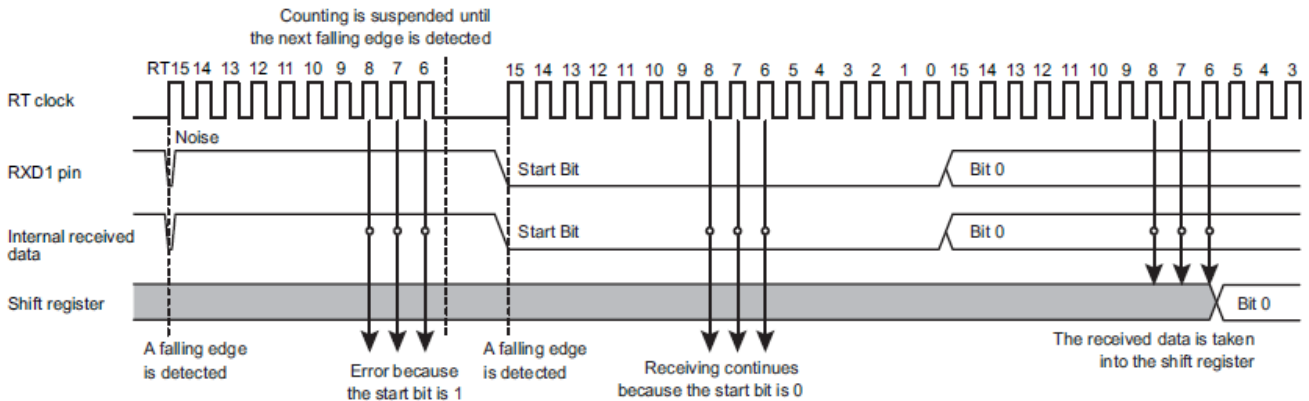 Counting is suspended until
the next falling edge is detected
RT15 14 13 12 11 10 9 8 7 6 15 14 13 12 11 10 9 8 7 6 5 4 3 2 1 0 15 14 13 12 11 10 9 8 7 6 5 4 3
RT clock
Noise
RXD1 pin Start Bit Bit 0
Internal received
data
Start Bit Bit 0
Shift register Bit 0
A falling edge
is detected
Error because
the start bit is 1
A falling edge
is detected
Receiving continues
because the start bit is 0
The received data is taken
into the shift register